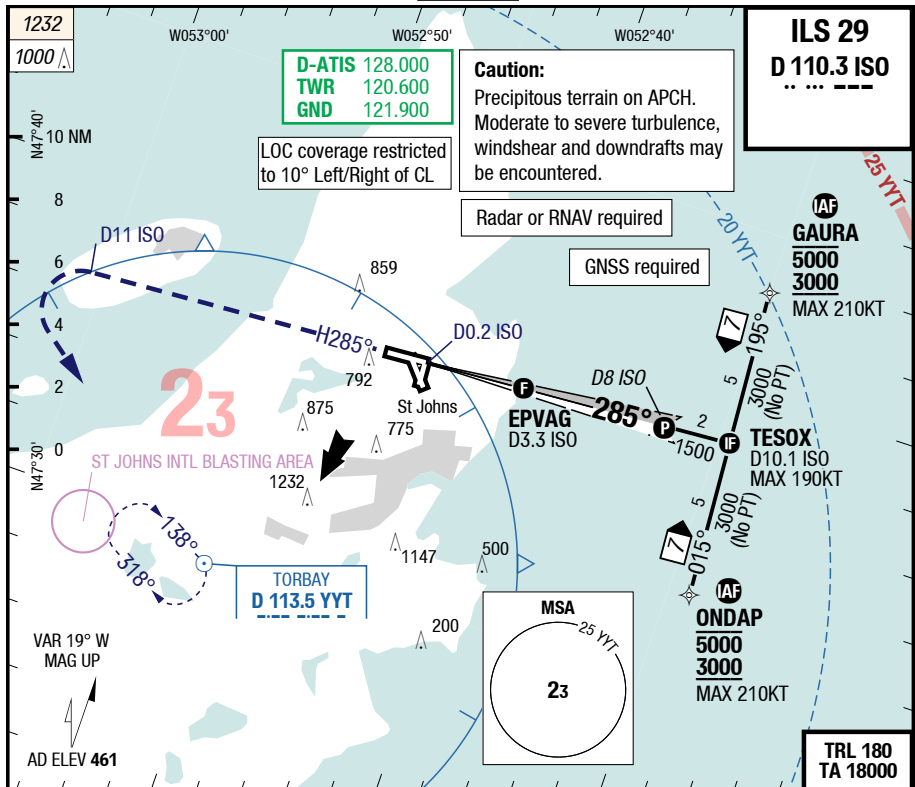 1232
1000
W053°00'
W052°50'
W052°40'
ILS 29
D 110.3 ISO
D-ATIS 128.000
TWR 120.600
GND 121.900
Caution:
Precipitous terrain on APCH.
Moderate to severe turbulence,
windshear and downdrafts may
be encountered.
N47°40'
10 NM
LOC coverage restricted
to 10° Left/Right of CL
25 YYT
8
Radar or RNAV required
20 YYT
IAF
GAURA
5000
3000
MAX 210KT
D11 ISO
6
859
GNSS required
4
H285°
D0.2 ISO
7
195°
792
2
St Johns
F
EPVAG
D3.3 ISO
D8 ISO
285°
P
2
1500
5
3000
(No PT)
23
875
775
IF
TESOX
D10.1 ISO
MAX 190KT
N47°30'
0
ST JOHNS INTL BLASTING AREA
1232
5
3000
(No PT)
138°
318°
1147
500
7
015°
TORBAY
D 113.5 YYT
IAF
ONDAP
5000
3000
MAX 210KT
MSA
25 YYT
23
200
VAR 19° W
MAG UP
AD ELEV 461
TRL 180
TA 18000